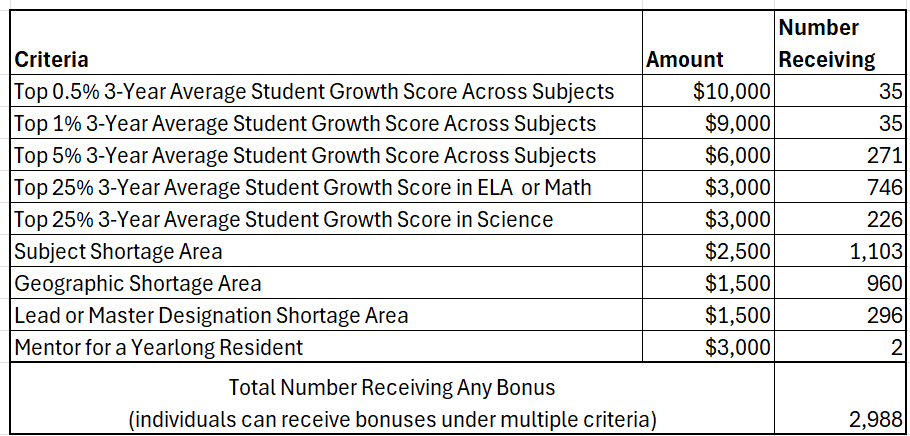 Criteria Amount Number Receiving
Top 0.5% 3-Year Average Student Growth Score Across Subjects $10,000 35
Top 1% 3-Year Average Student Growth Score Across Subjects $9,000 35
Top 5% 3-Year Average Student Growth Score Across Subjects $6,000 271
Top 25% 3-Year Average Student Growth Score in ELA or Math $3,000 746
Top 25% 3-Year Average Student Growth Score in Science $3,000 226
Subject Shortage Area $2,500 1,103
Geographic Shortage Area $1,500 960
Lead or Master Designation Shortage Area $1,500 296
Mentor for a Yearlong Resident $3,000 2
Total Number Receiving Any Bonus
(individuals can receive bonuses under multiple criteria) 2,988